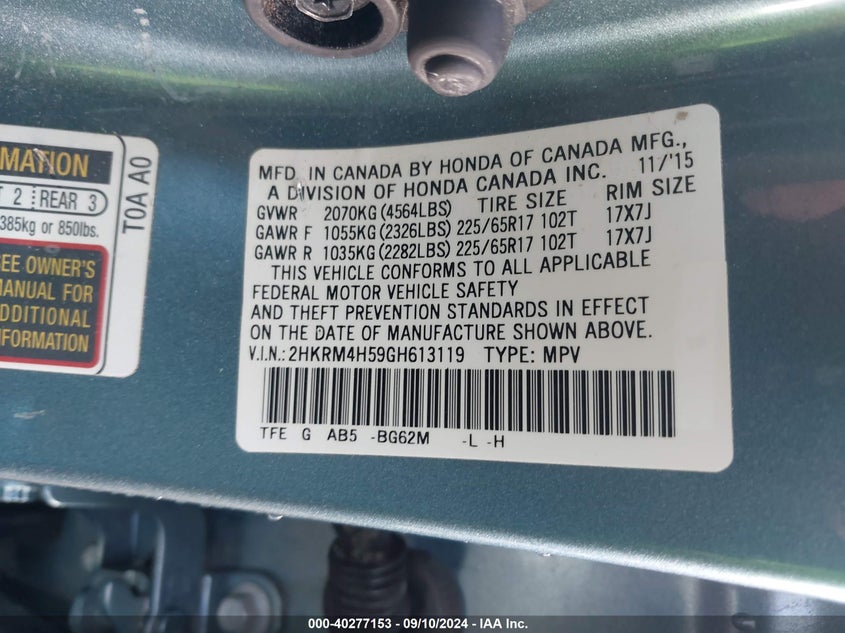 MATION
T 2 REAR 3
385kg or 850lbs.
EE OWNER'S
MANUAL FOR
ADDITIONAL
NFORMATION
T0A A0
MFD. IN CANADA BY HONDA OF CANADA MFG.,
A DIVISION OF HONDA CANADA INC. 11/'15
GVWR 2070KG (4564LBS) TIRE SIZE RIM SIZE
GAWR F 1055KG (2326LBS) 225/65R17 102T 17X7J
GAWR R 1035KG (2282LBS) 225/65R17 102T 17X7J
THIS VEHICLE CONFORMS TO ALL APPLICABLE
FEDERAL MOTOR VEHICLE SAFETY
AND THEFT PREVENTION STANDARDS IN EFFECT
ON THE DATE OF MANUFACTURE SHOWN ABOVE.
V.I.N.: 2HKRM4H59GH613119 TYPE: MPV
TFE G AB5 -BG62M -L -H
000-40277153 - 09/10/2024 - IAA Inc.